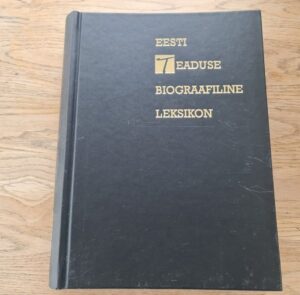 EESTI
TEADUSE
BIOGRAAFILINE
LEKSIKON